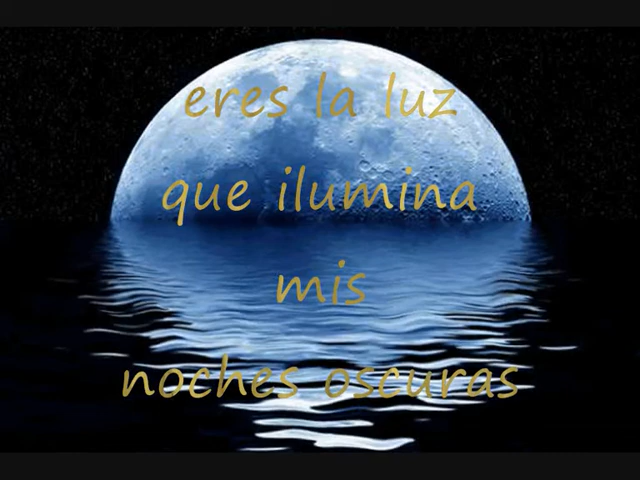 eres la luz
que ilumina
mis
noches oscuras